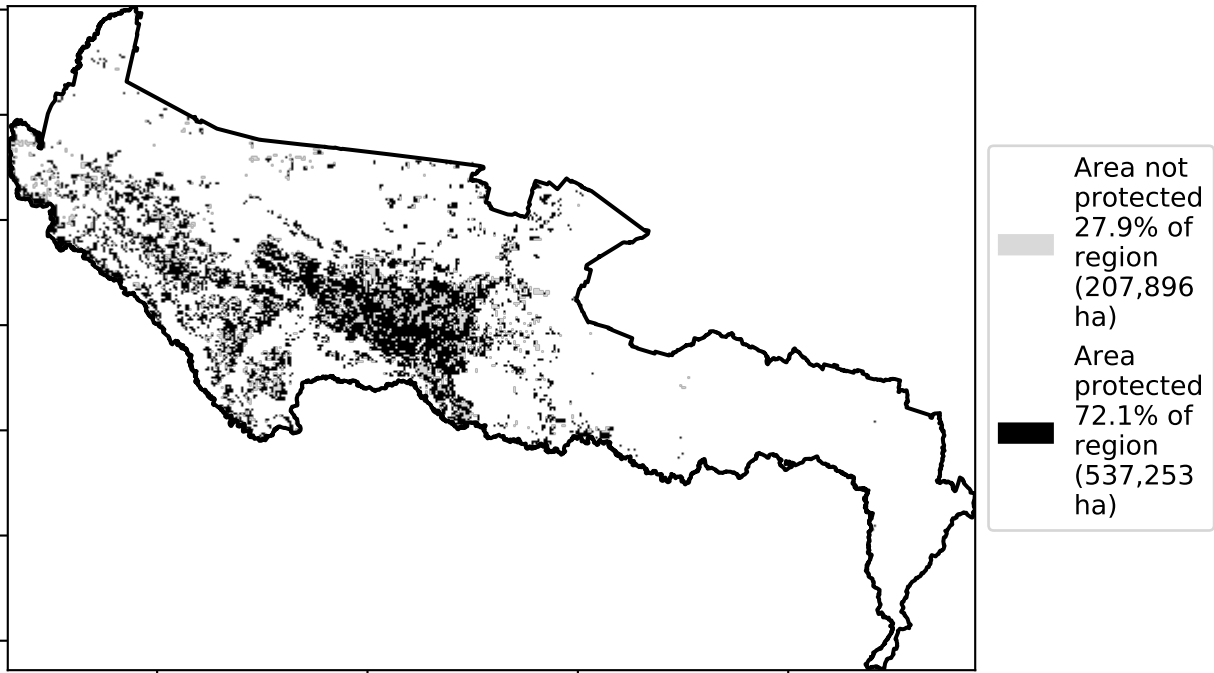 Area not
protected
27.9% of
region
(207,896
ha)
Area
protected
72.1% of
region
(537,253
ha)